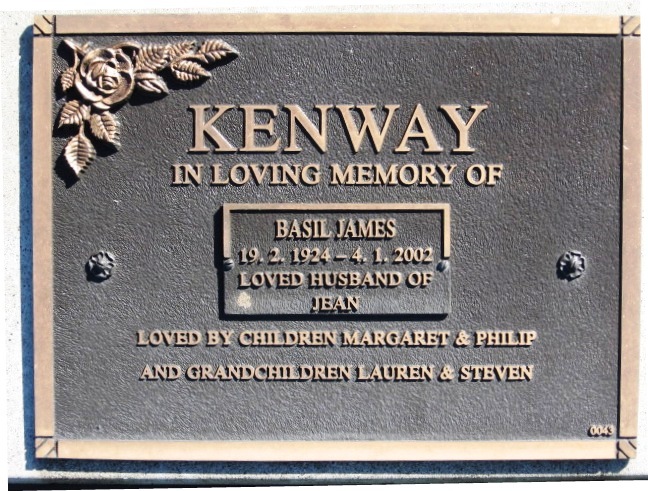 KENWAY
IN LOVING MEMORY OF
BASIL JAMES
19. 2. 1924 – 4. 1. 2002
LOVED HUSBAND OF
JEAN
LOVED BY CHILDREN MARGARET & PHILIP
AND GRANDCHILDREN LAUREN & STEVEN
0043